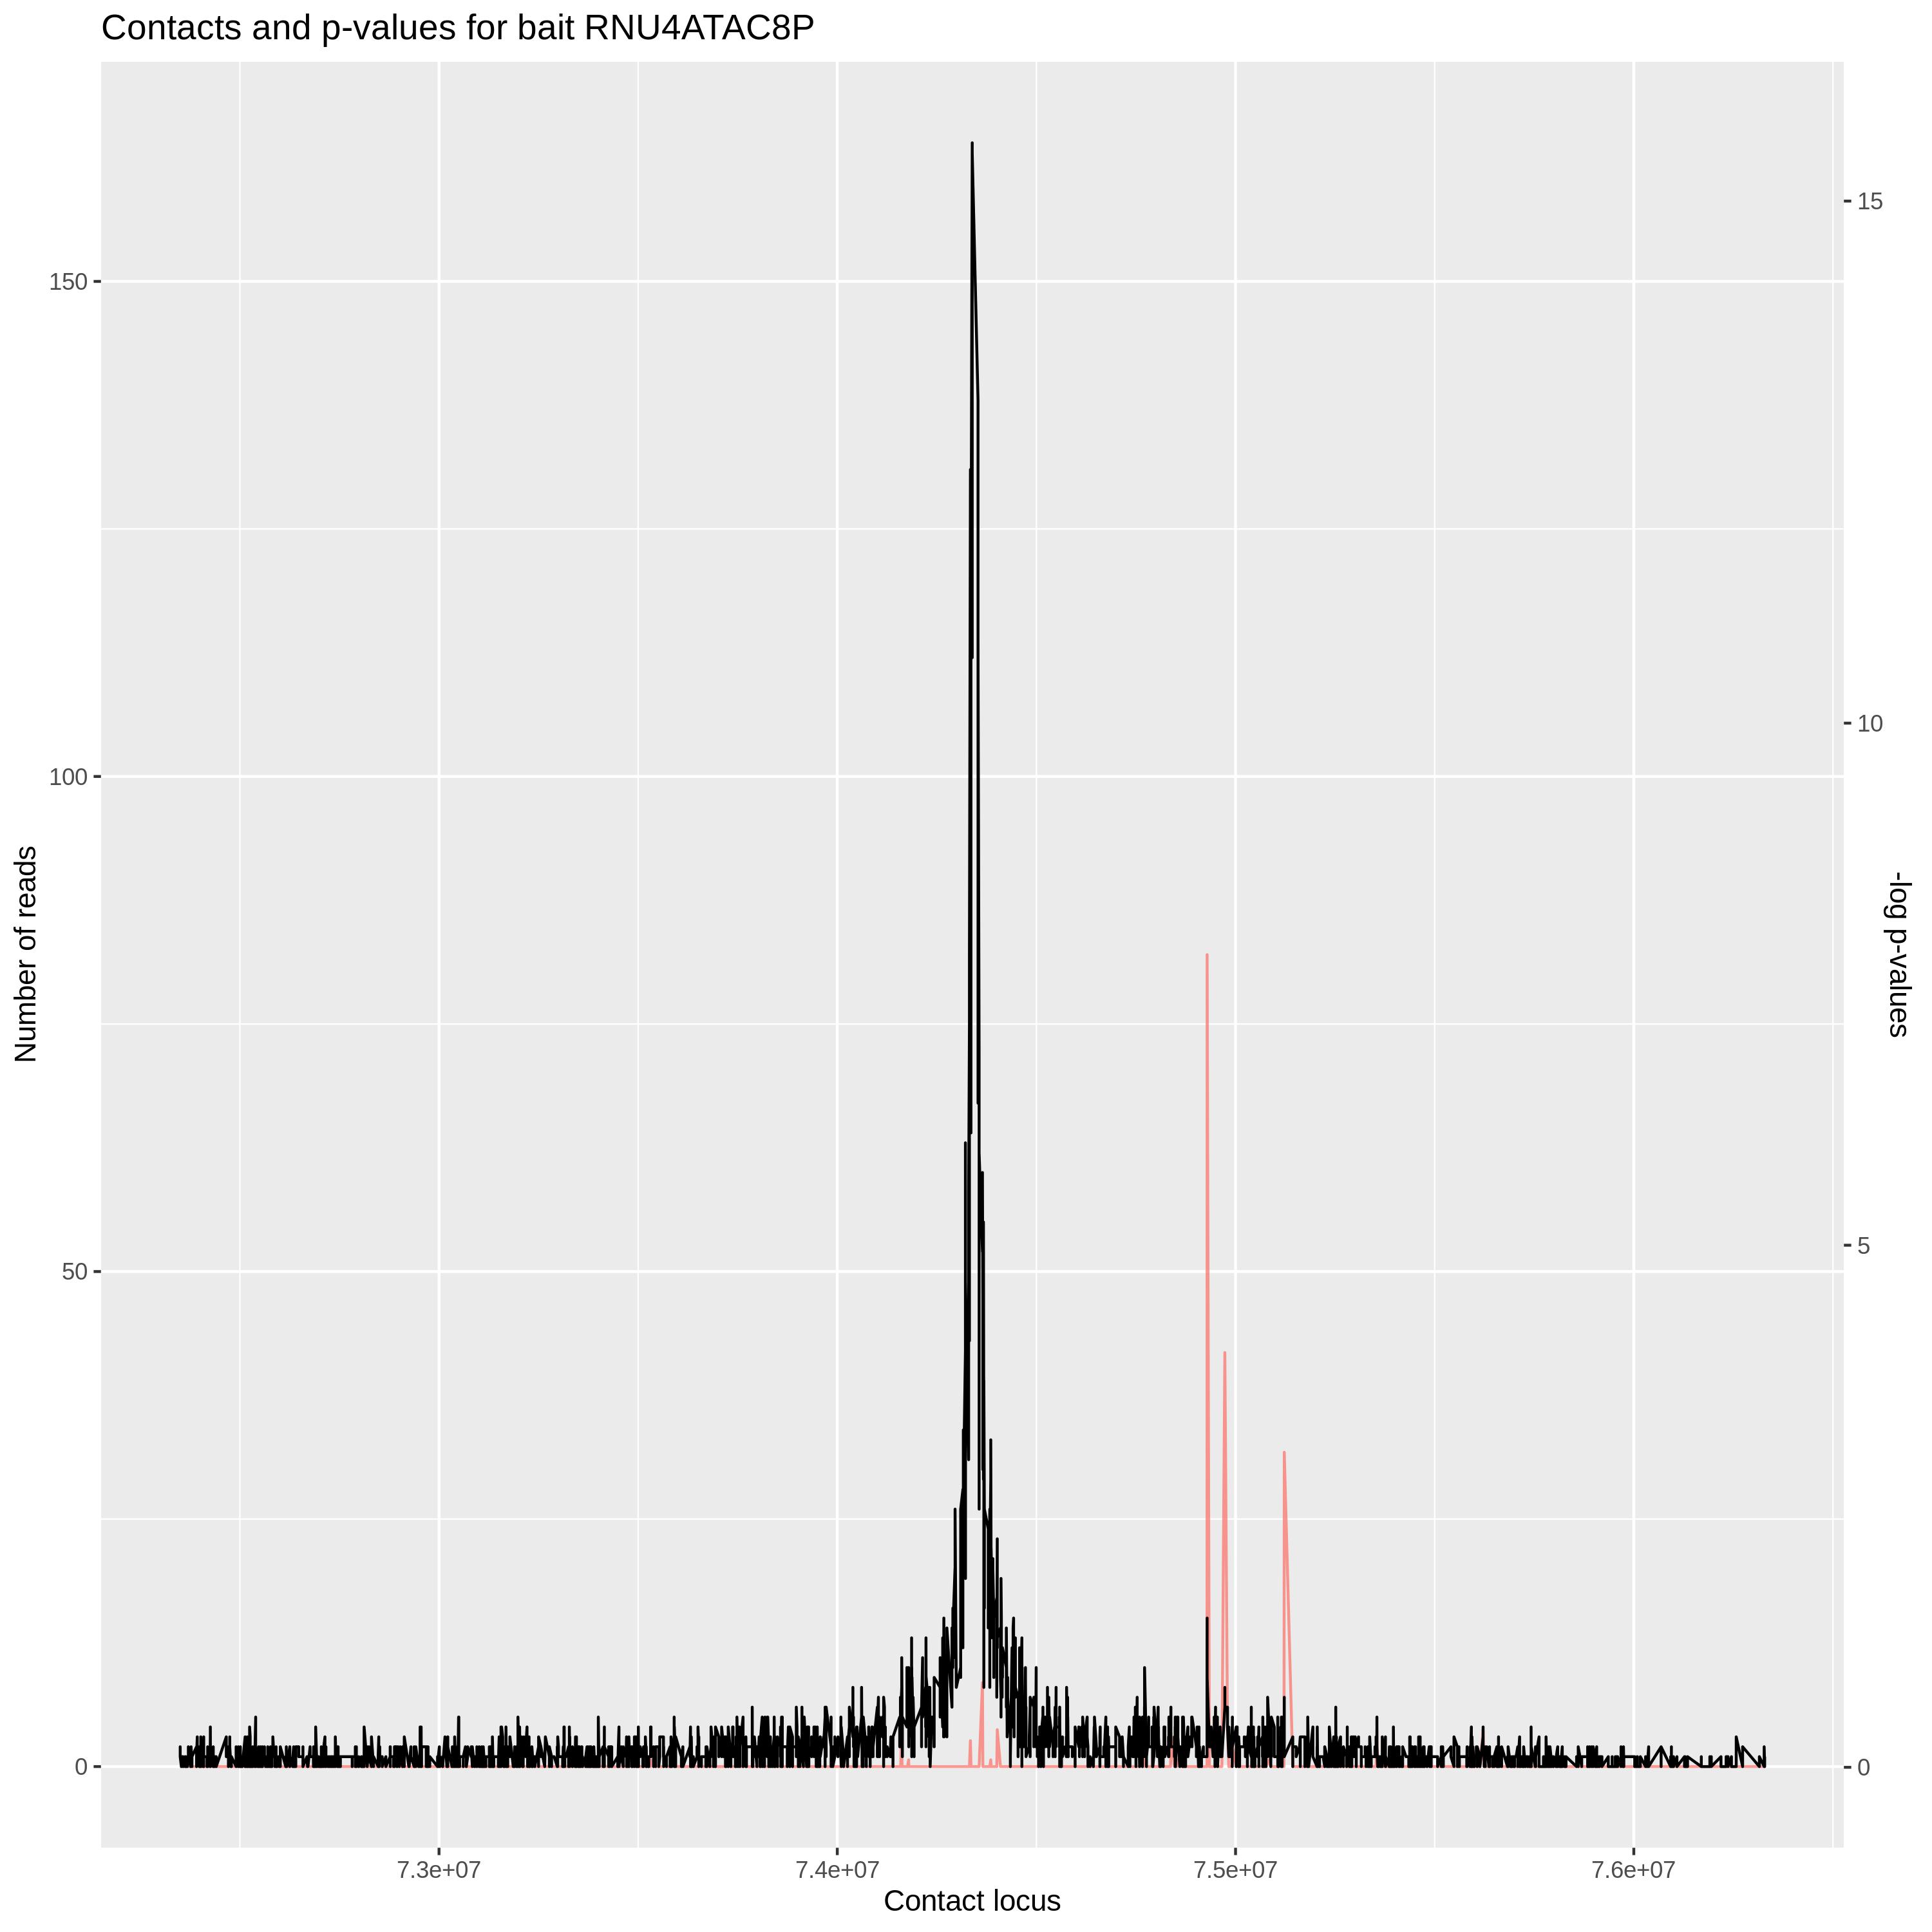 Contacts and p-values for bait RNU4ATAC8P
150
100
50
0
Number of reads
15
10
5
0
-log p-values
7.3e+07
7.4e+07
7.5e+07
7.6e+07
Contact locus